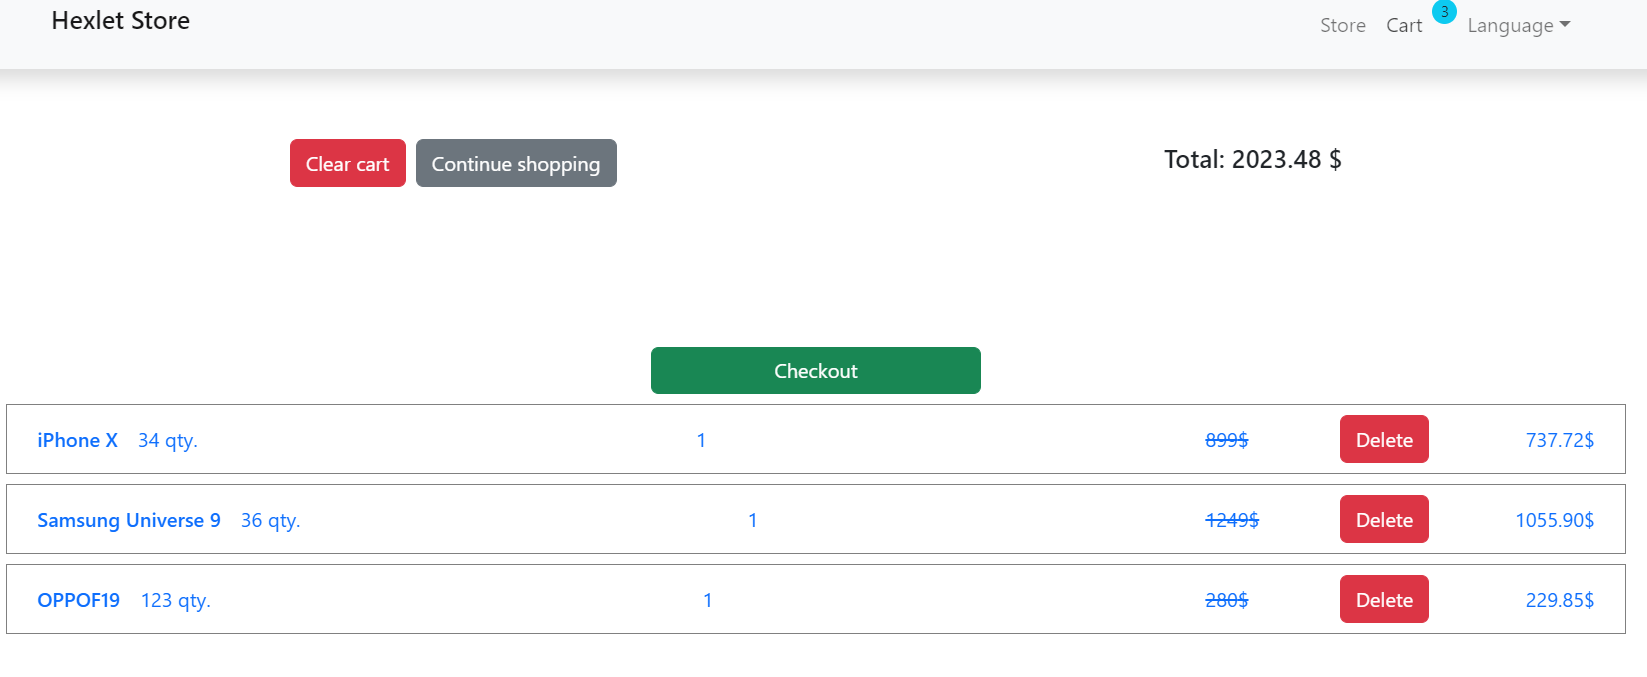 Hexlet Store Store Cart 3 Language
Clear cart Continue shopping Total: 2023.48 $
Checkout
iPhone X 34 qty. 1 899$ Delete 737.72$
Samsung Universe 9 36 qty. 1 1249$ Delete 1055.90$
OPPOF19 123 qty. 1 280$ Delete 229.85$